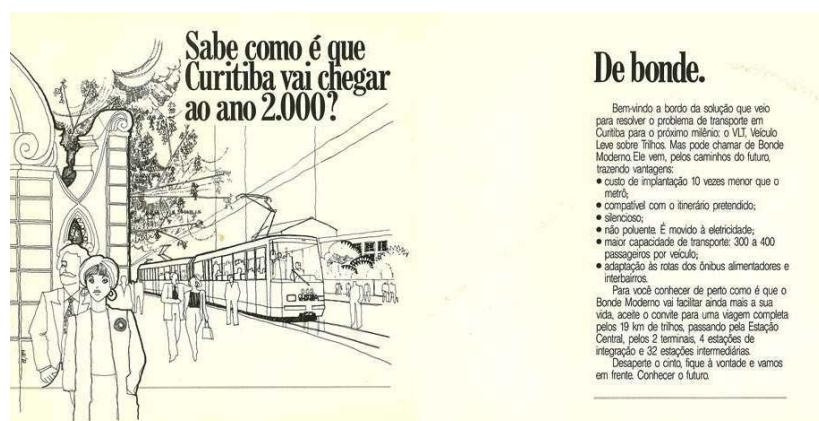 Sabe como é que
Curitiba vai chegar
ao ano 2.000?
De bonde.
Bem-vindo a bordo da solução que veio
para resolver o problema de transporte em
Curitiba para o próximo milênio: o VLT, Veículo
Leve sobre Trilhos. Mas pode chamar de Bonde
Moderno. Ele vem, pelos caminhos do futuro,
trazendo vantagens:
• custo de implantação 10 vezes menor que o
metrô;
• compatível com o itinerário pretendido;
• silencioso;
• não poluente. É movido à eletricidade;
• maior capacidade de transporte: 300 a 400
passageiros por veículo;
• adaptação às rotas dos ônibus alimentadores e
interbairros.
Para você conhecer de perto como é que o
Bonde Moderno vai facilitar ainda mais a sua
vida, aceite o convite para uma viagem completa
pelos 19 km de trilhos, passando pela Estação
Central, pelos 2 terminais, 4 estações de
integração e 32 estações intermediárias.
Desaperte o cinto, fique à vontade e vamos
em frente. Conhecer o futuro.